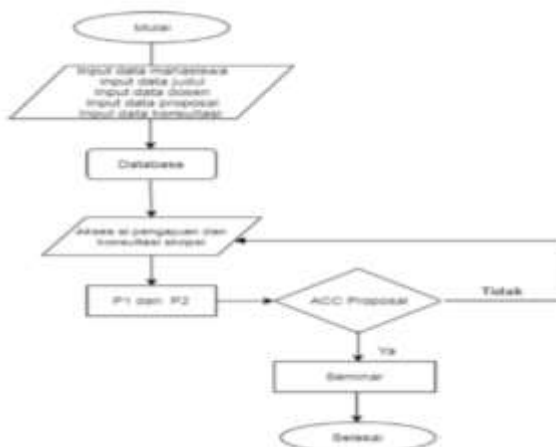 Mulai
Input data mahasiswa
Input data judul
Input data dosen
Input data proposal
Input data konsultasi
Database
Akses si pengajuan dan
konsultasi skripsi
P1 dan P2
ACC Proposal
Tidak
Ya
Seminar
Selesai